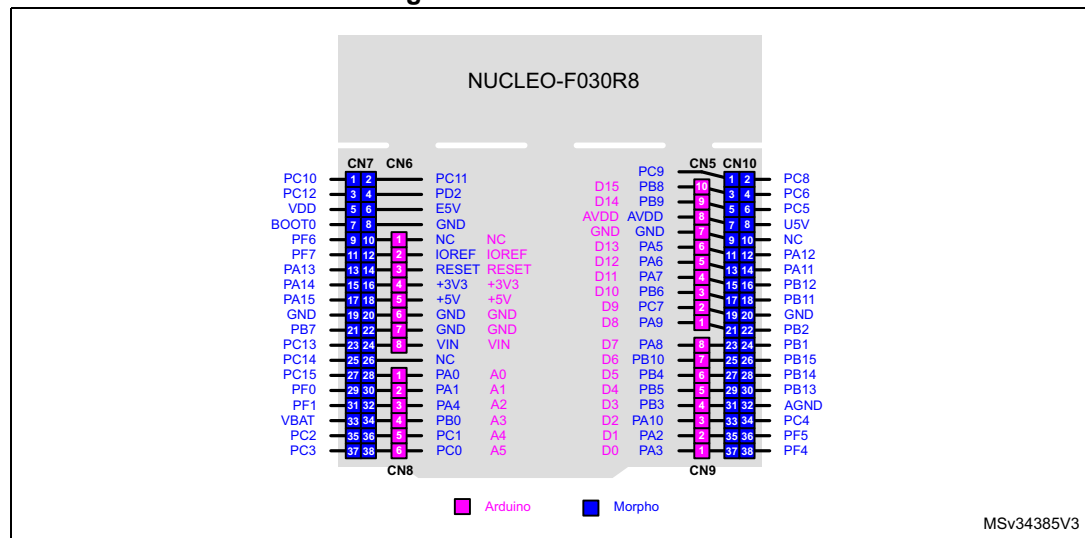 NUCLEO-F030R8
CN7 CN6 CN5 CN10
PC9
PC10 1 2 PC11 1 2 PC8
PC12 3 4 PD2 D15 PB8 10 3 4 PC6
VDD 5 6 E5V D14 PB9 9 5 6 PC5
BOOT0 7 8 GND AVDD AVDD 8 7 8 U5V
PF6 9 10 1 NC NC GND GND 7 9 10 NC
PF7 11 12 2 IOREF IOREF D13 PA5 6 11 12 PA12
PA13 13 14 3 RESET RESET D12 PA6 5 13 14 PA11
PA14 15 16 4 +3V3 +3V3 D11 PA7 4 15 16 PB12
PA15 17 18 5 +5V +5V D10 PB6 3 17 18 PB11
GND 19 20 6 GND GND D9 PC7 2 19 20 GND
PB7 21 22 7 GND GND D8 PA9 1 21 22 PB2
PC13 23 24 8 VIN VIN D7 PA8 8 23 24 PB1
PC14 25 26 NC D6 PB10 7 25 26 PB15
PC15 27 28 1 PA0 A0 D5 PB4 6 27 28 PB14
PF0 29 30 2 PA1 A1 D4 PB5 5 29 30 PB13
PF1 31 32 3 PA4 A2 D3 PB3 4 31 32 AGND
VBAT 33 34 4 PB0 A3 D2 PA10 3 33 34 PC4
PC2 35 36 5 PC1 A4 D1 PA2 2 35 36 PF5
PC3 37 38 6 PC0 A5 D0 PA3 1 37 38 PF4
CN8 CN9
Arduino Morpho
MSv34385V3